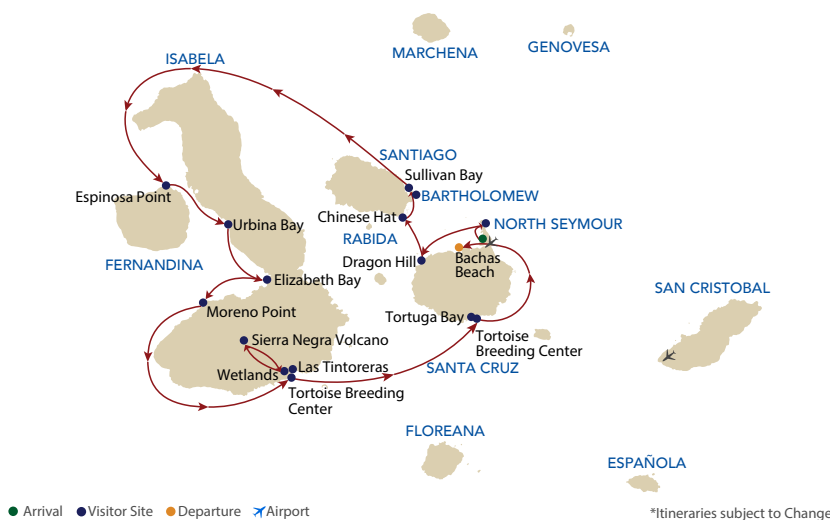 GENOVESA
MARCHENA
ISABELA
SANTIAGO
Sullivan Bay
BARTHOLOMEW
Espinosa Point
Chinese Hat
Urbina Bay
NORTH SEYMOUR
RABIDA
Dragon Hill
Bachas
Beach
FERNANDINA
Elizabeth Bay
SAN CRISTOBAL
Moreno Point
Tortuga Bay
Tortoise
Breeding Center
Sierra Negra Volcano
SANTA CRUZ
Las Tintoreras
Wetlands
Tortoise Breeding
Center
FLOREANA
ESPAÑOLA
Arrival
Visitor Site
Departure
Airport
*Itineraries subject to Change